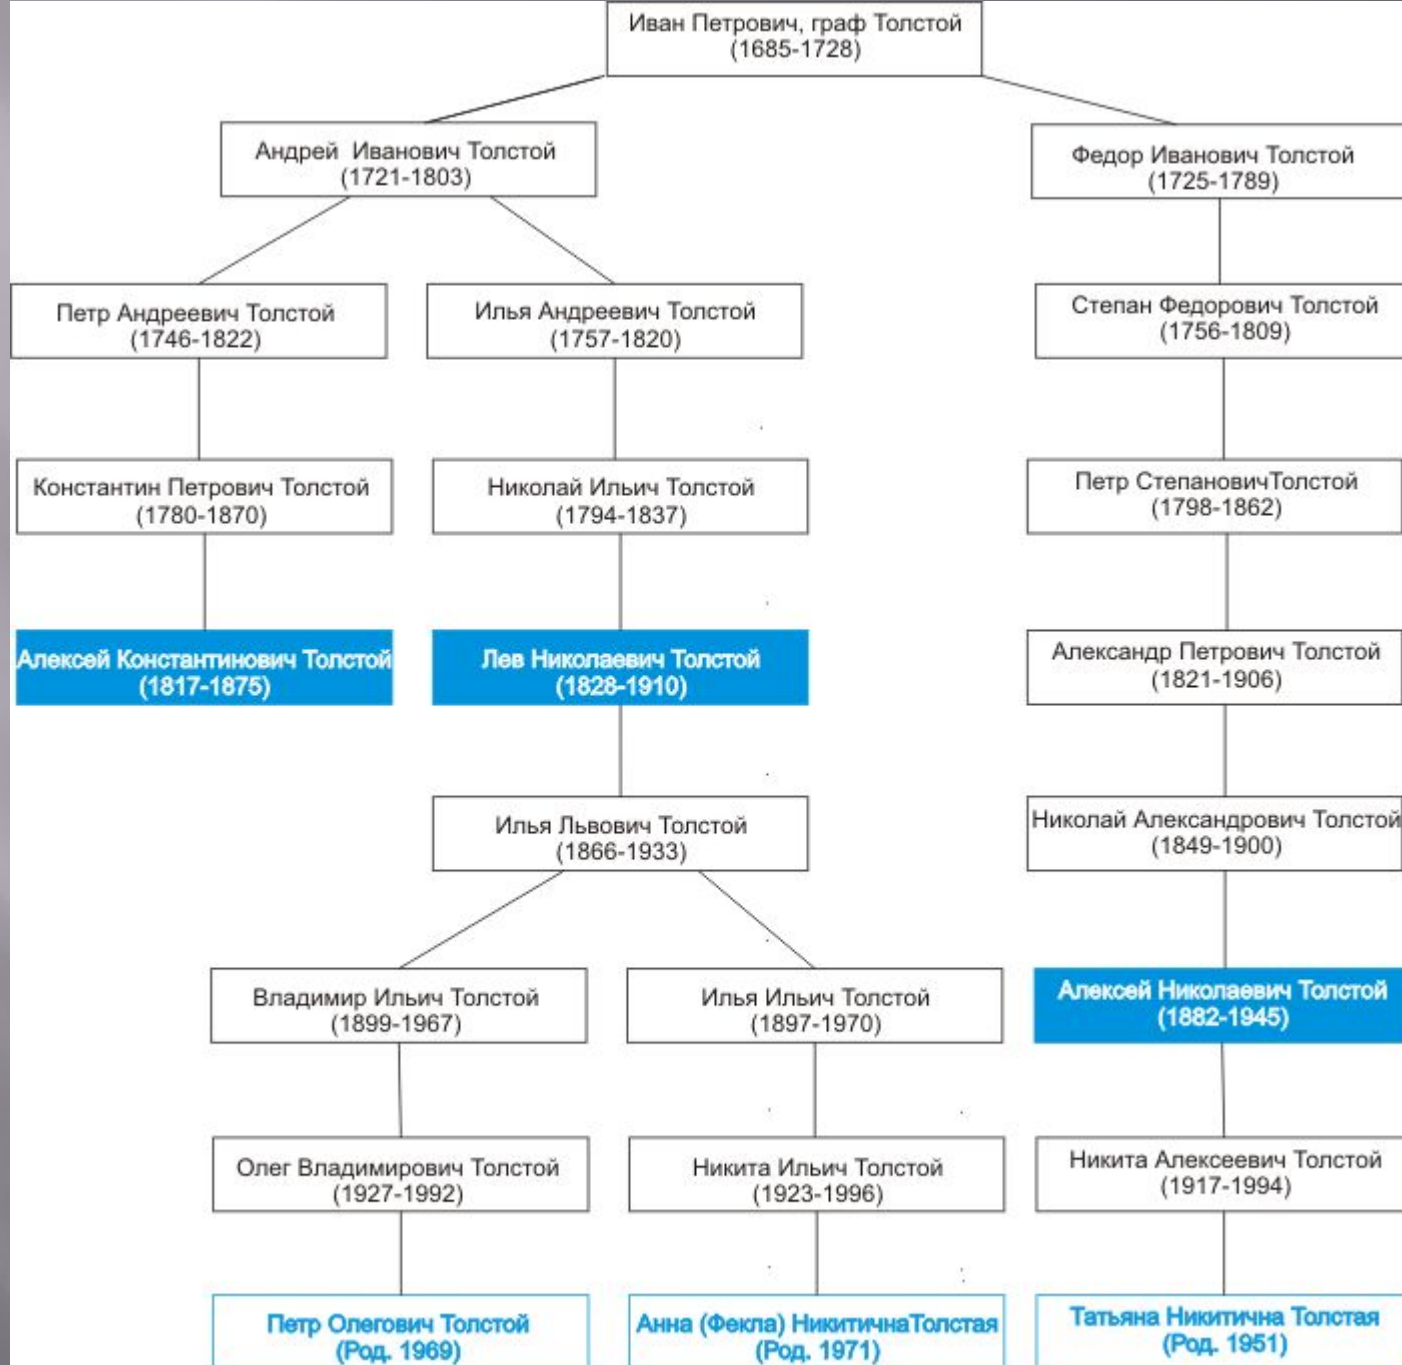 Иван Петрович, граф Толстой
(1685-1728)
Андрей Иванович Толстой
(1721-1803)
Федор Иванович Толстой
(1725-1789)
Петр Андреевич Толстой
(1746-1822)
Илья Андреевич Толстой
(1757-1820)
Степан Федорович Толстой
(1756-1809)
Константин Петрович Толстой
(1780-1870)
Николай Ильич Толстой
(1794-1837)
Петр СтепановичТолстой
(1798-1862)
Алексей Константинович Толстой
(1817-1875)
Лев Николаевич Толстой
(1828-1910)
Александр Петрович Толстой
(1821-1906)
Илья Львович Толстой
(1866-1933)
Николай Александрович Толстой
(1849-1900)
Владимир Ильич Толстой
(1899-1967)
Илья Ильич Толстой
(1897-1970)
Алексей Николаевич Толстой
(1882-1945)
Олег Владимирович Толстой
(1927-1992)
Никита Ильич Толстой
(1923-1996)
Никита Алексеевич Толстой
(1917-1994)
Петр Олегович Толстой
(Род. 1969)
Анна (Фекла) НикитичнаТолстая
(Род. 1971)
Татьяна Никитична Толстая
(Род. 1951)